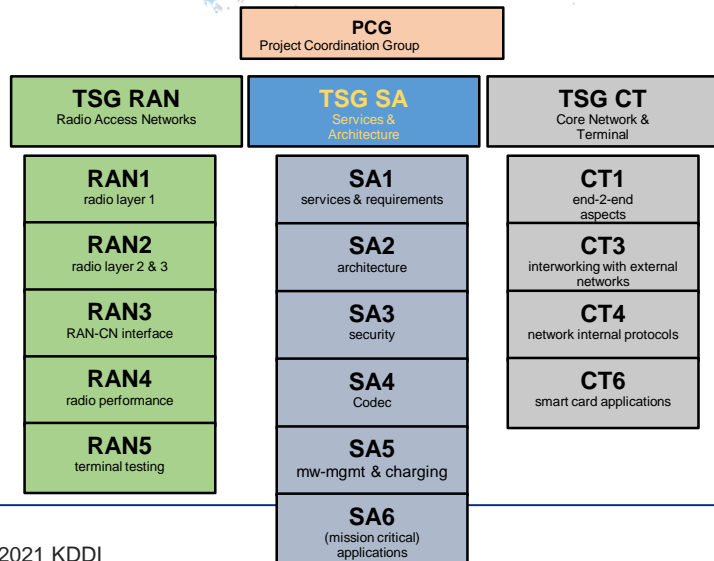 PCG
Project Coordination Group
TSG RAN
Radio Access Networks
TSG SA
Services &
Architecture
TSG CT
Core Network &
Terminal
RAN1
radio layer 1
RAN2
radio layer 2 & 3
RAN3
RAN-CN interface
RAN4
radio performance
RAN5
terminal testing
SA1
services & requirements
SA2
architecture
SA3
security
SA4
Codec
SA5
mw-mgmt & charging
SA6
(mission critical)
applications
CT1
end-2-end
aspects
CT3
interworking with external
networks
CT4
network internal protocols
CT6
smart card applications
2021 KDDI